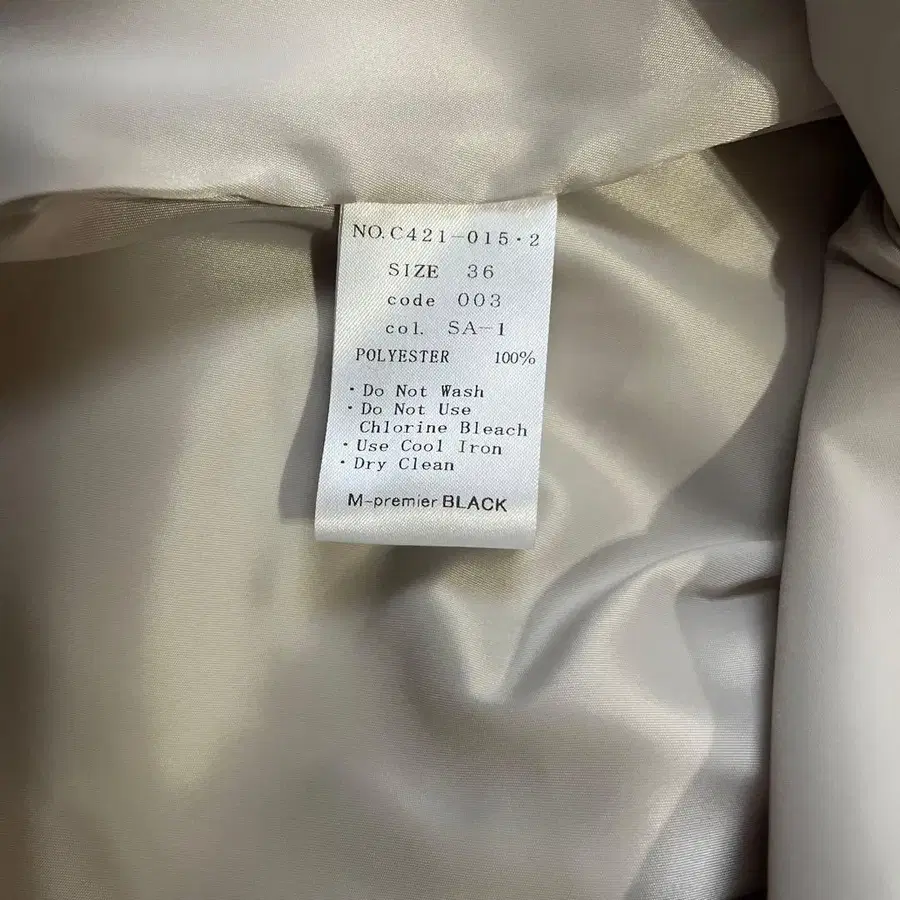 NO.C421-015・2
SIZE 36
code 003
col. SA-1
POLYESTER 100%
・Do Not Wash
・Do Not Use
Chlorine Bleach
・Use Cool Iron
・Dry Clean
M-premier BLACK